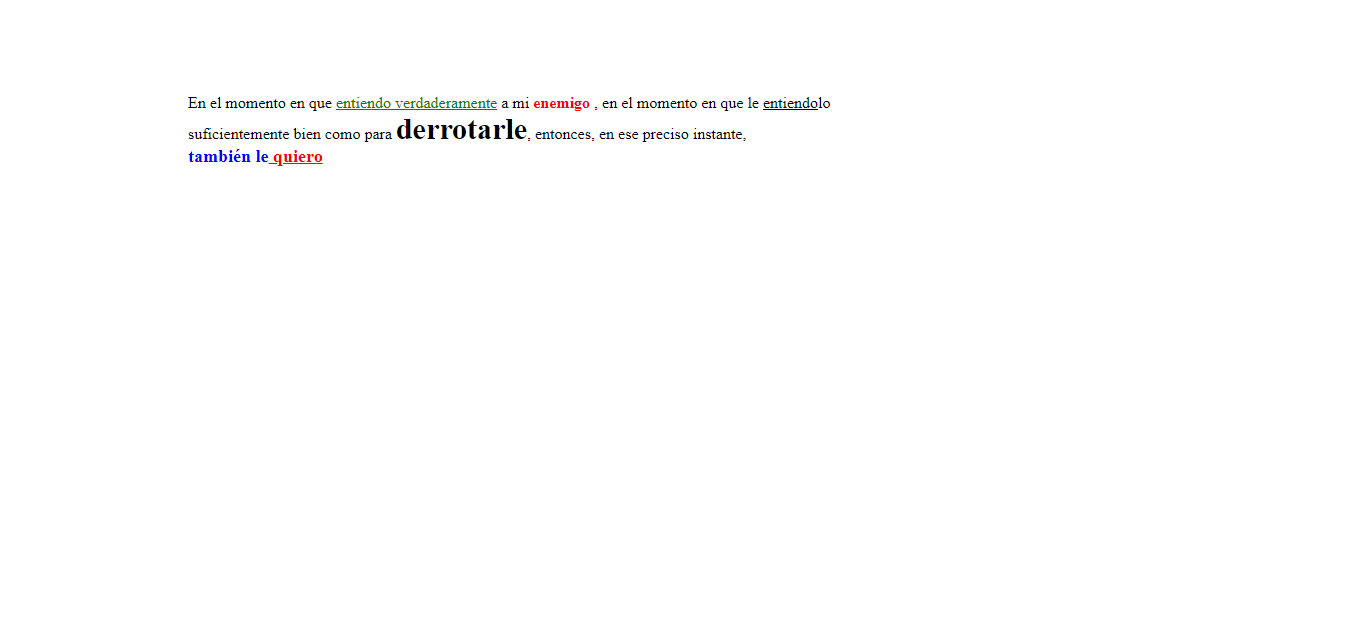 En el momento en que entiendo verdaderamente a mi enemigo , en el momento en que le entiendolo
suficientemente bien como para derrotarle, entonces, en ese preciso instante,
también le quiero